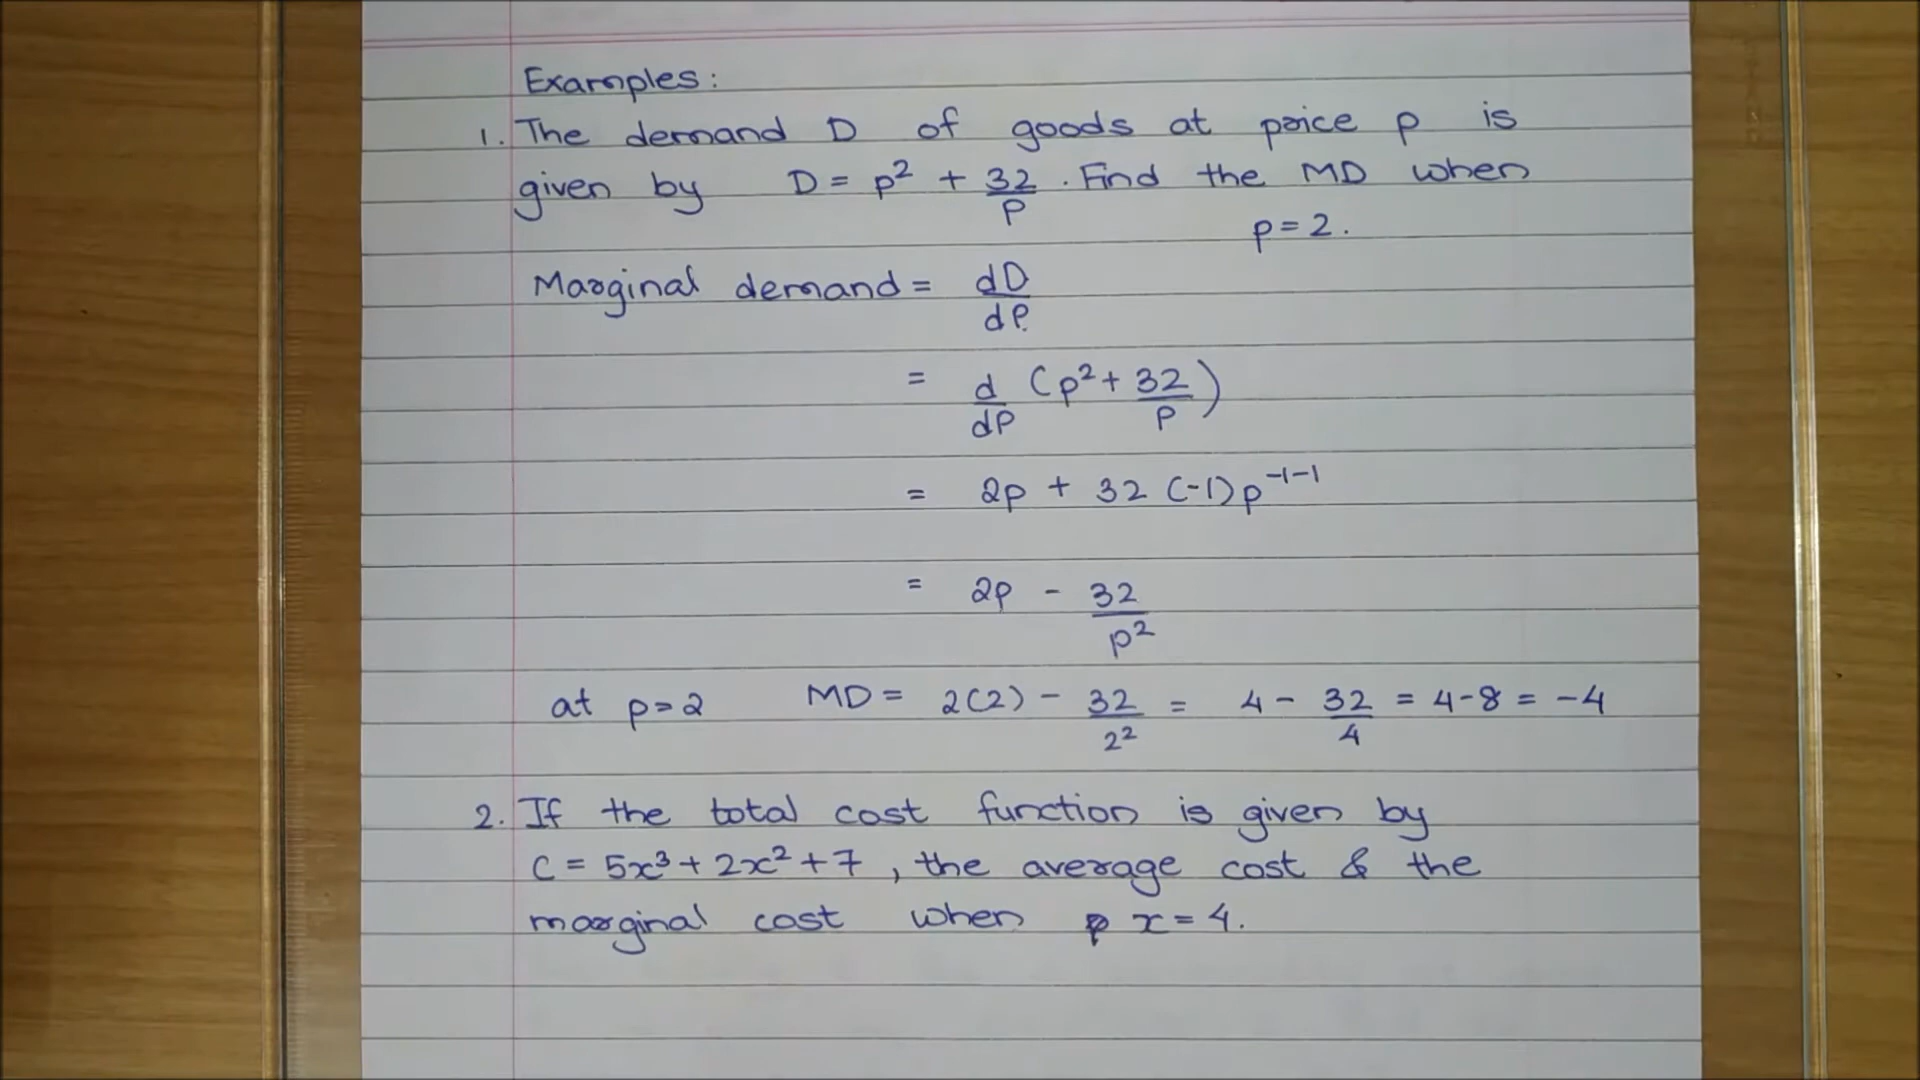 Examples:
1. The demand D of goods at price p is
given by D = p² + 32/P . Find the MD when
p = 2.
Marginal demand = dD/dP
= d/dP (p² + 32/P)
= 2p + 32 (-1) p⁻¹⁻¹
= 2p - 32/p²
at p=2 MD = 2(2) - 32/2² = 4 - 32/4 = 4-8 = -4
2. If the total cost function is given by
C = 5x³ + 2x² + 7 , the average cost & the
marginal cost when x = 4.